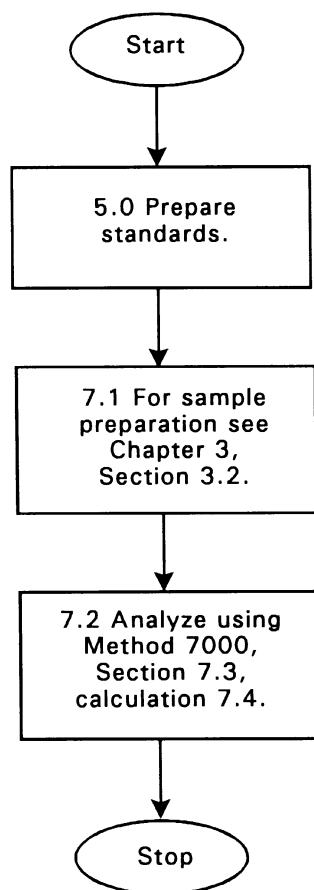 Start
5.0 Prepare
standards.
7.1 For sample
preparation see
Chapter 3,
Section 3.2.
7.2 Analyze using
Method 7000,
Section 7.3,
calculation 7.4.
Stop